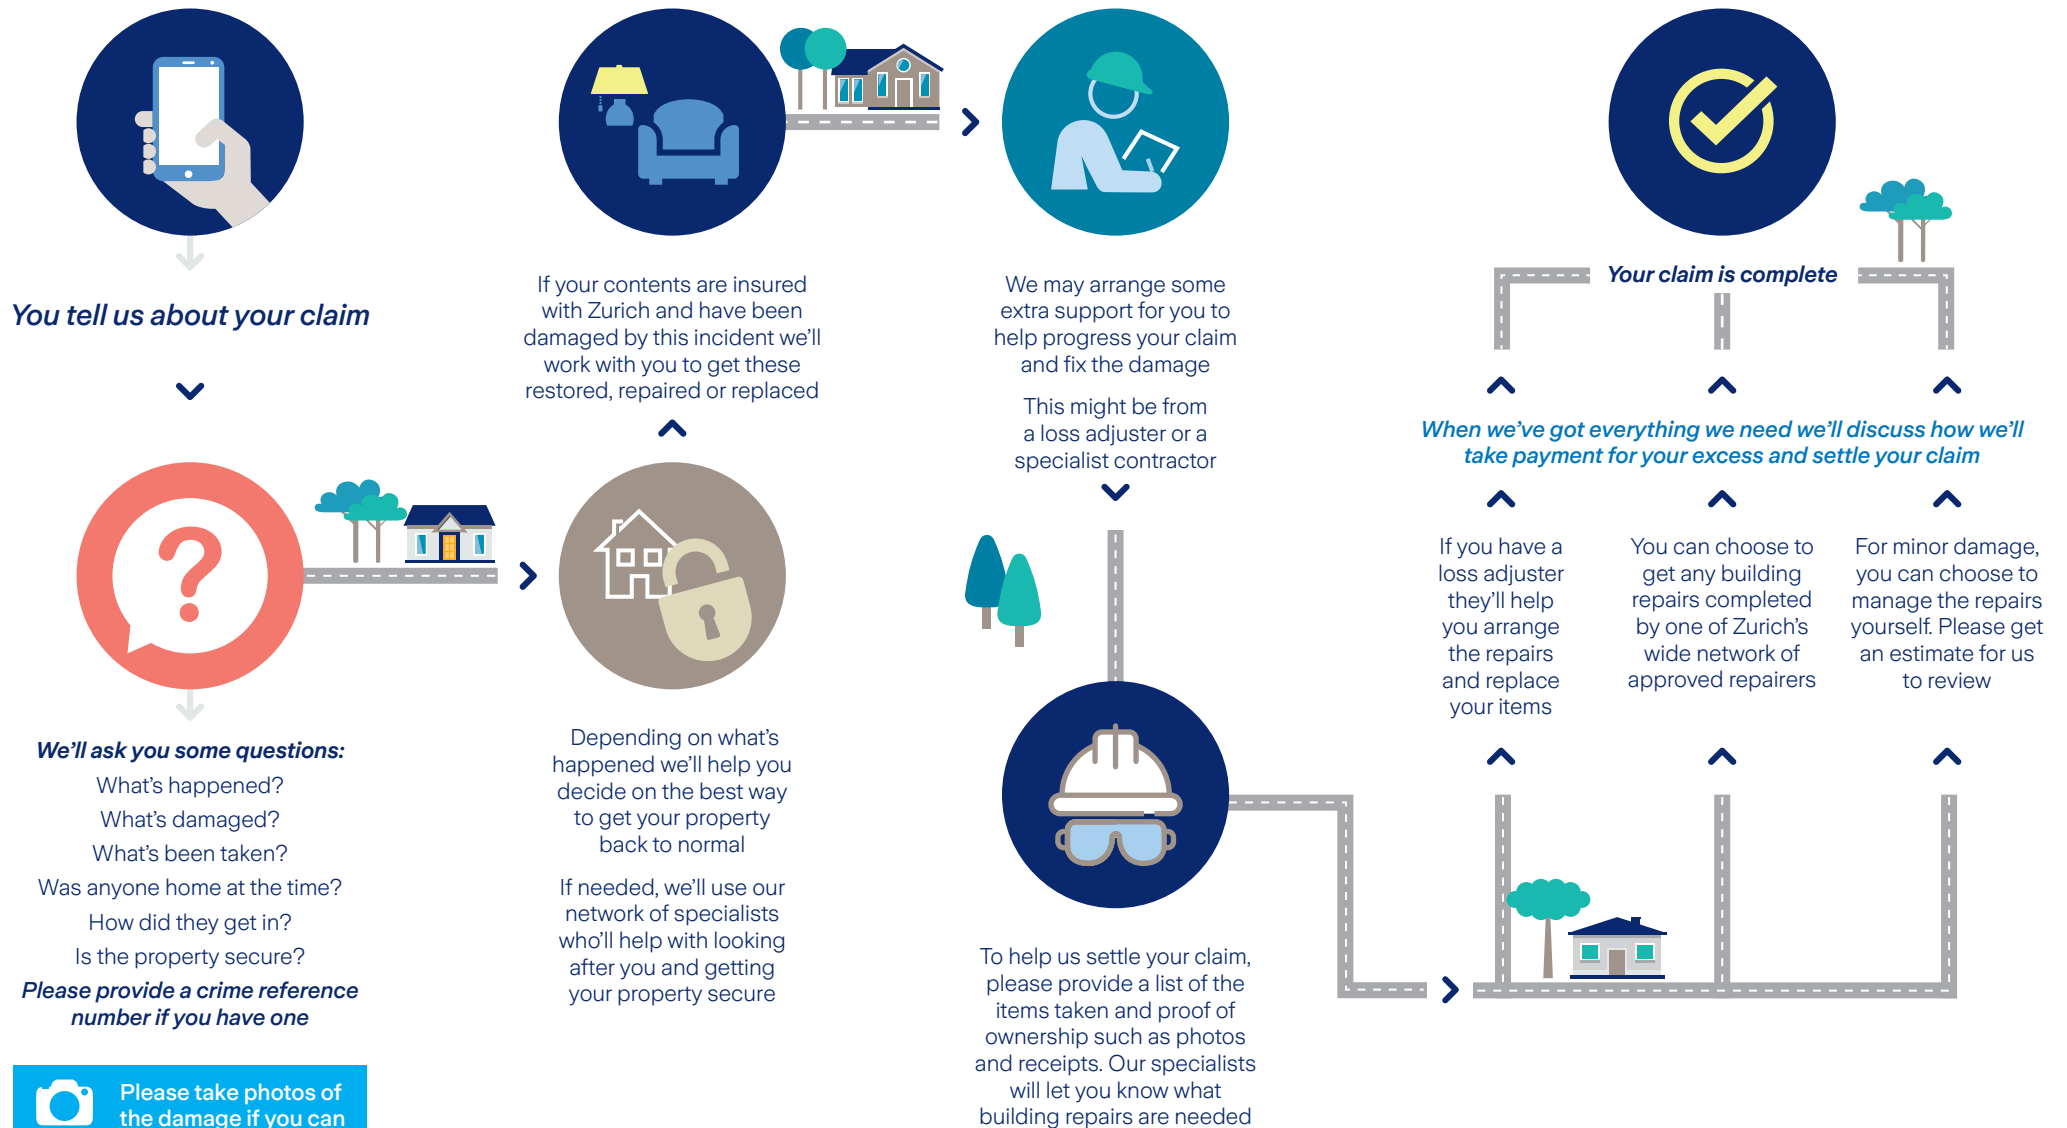 You tell us about your claim
We'll ask you some questions:
What's happened?
What's damaged?
What's been taken?
Was anyone home at the time?
How did they get in?
Is the property secure?
Please provide a crime reference
number if you have one
Please take photos of
the damage if you can
Depending on what's
happened we'll help you
decide on the best way
to get your property
back to normal
If needed, we'll use our
network of specialists
who'll help with looking
after you and getting
your property secure
If your contents are insured
with Zurich and have been
damaged by this incident we'll
work with you to get these
restored, repaired or replaced
We may arrange some
extra support for you to
help progress your claim
and fix the damage
This might be from
a loss adjuster or a
specialist contractor
To help us settle your claim,
please provide a list of the
items taken and proof of
ownership such as photos
and receipts. Our specialists
will let you know what
building repairs are needed
If you have a
loss adjuster
they'll help
you arrange
the repairs
and replace
your items
You can choose to
get any building
repairs completed
by one of Zurich's
wide network of
approved repairers
For minor damage,
you can choose to
manage the repairs
yourself. Please get
an estimate for us
to review
When we've got everything we need we'll discuss how we'll
take payment for your excess and settle your claim
Your claim is complete